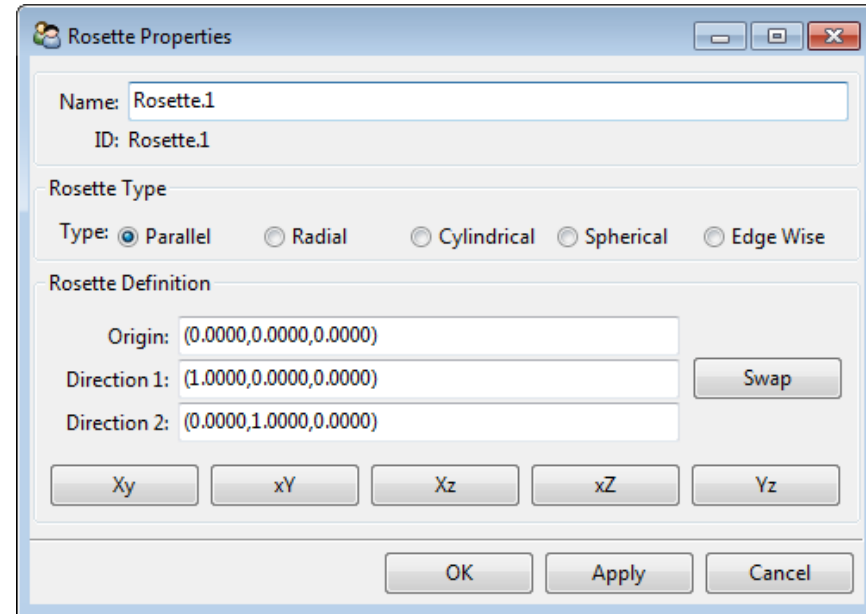 Rosette Properties
Name: Rosette.1
ID: Rosette.1
Rosette Type
Type: Parallel Radial Cylindrical Spherical Edge Wise
Rosette Definition
Origin: (0.0000,0.0000,0.0000)
Direction 1: (1.0000,0.0000,0.0000) Swap
Direction 2: (0.0000,1.0000,0.0000)
Xy xY Xz xZ Yz
OK Apply Cancel